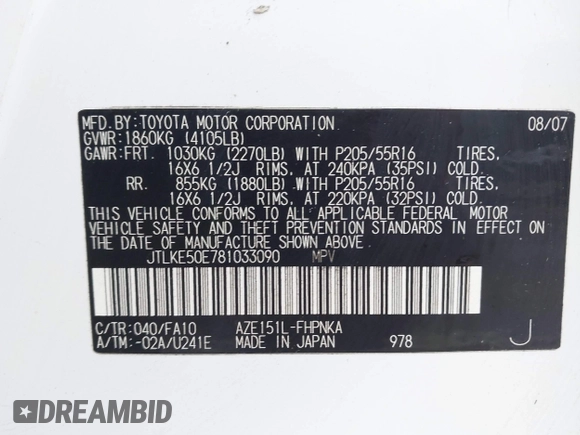 MFD.BY:TOYOTA MOTOR CORPORATION 08/07
GVWR:1860KG (4105LB)
GAWR:FRT. 1030KG (2270LB) WITH P205/55R16 TIRES.
16X6 1/2J RIMS. AT 240KPA (35PSI) COLD.
RR. 855KG (1880LB) WITH P205/55R16 TIRES.
16X6 1/2J RIMS. AT 220KPA (32PSI) COLD.
THIS VEHICLE CONFORMS TO ALL APPLICABLE FEDERAL MOTOR
VEHICLE SAFETY AND THEFT PREVENTION STANDARDS IN EFFECT ON
THE DATE OF MANUFACTURE SHOWN ABOVE.
JTLKE50E781033090 MPV
C/TR:040/FA10 AZE151L-FHPNKA
A/TM:-02A/U241E MADE IN JAPAN 978 J
DREAMBID